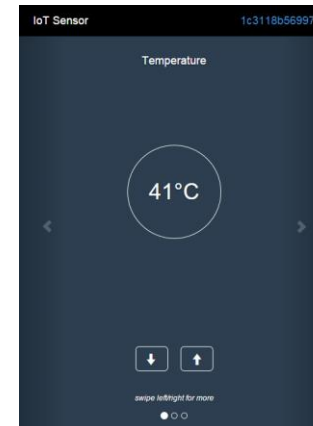 IoT Sensor 1c3118b56997
Temperature
41°C
swipe left/right for more